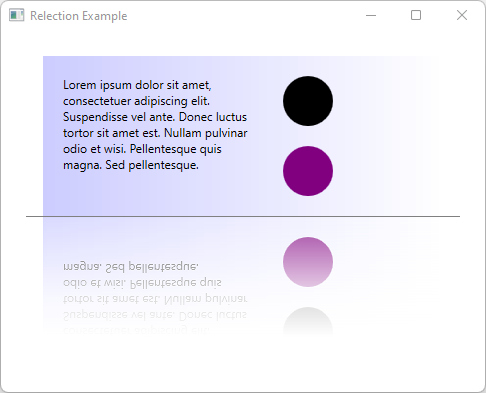 Relection Example
Lorem ipsum dolor sit amet,
consectetuer adipiscing elit.
Suspendisse vel ante. Donec luctus
tortor sit amet est. Nullam pulvinar
odio et wisi. Pellentesque quis
magna. Sed pellentesque.
magna. Sed pellentesque.
odio et wisi. Pellentesque quis
tortor sit amet est. Nullam pulvinar
Suspendisse vel ante. Donec luctus